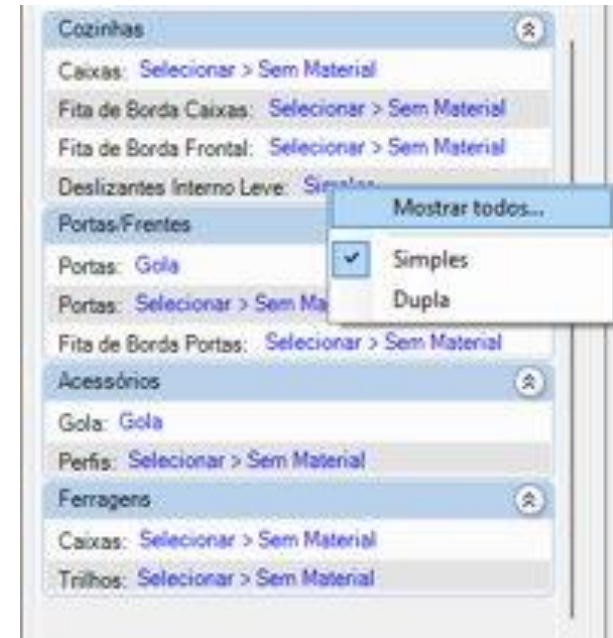 Cozinhas
Caixas: Selecionar > Sem Material
Fita de Borda Caixas: Selecionar > Sem Material
Fita de Borda Frontal: Selecionar > Sem Material
Deslizantes Interno Leve: Simples
Mostrar todos...
Simples
Dupla
Portas/Frentes
Portas: Gola
Portas: Selecionar > Sem Ma
Fita de Borda Portas: Selecionar > Sem Material
Acessórios
Gola: Gola
Perfis: Selecionar > Sem Material
Ferragens
Caixas: Selecionar > Sem Material
Trilhos: Selecionar > Sem Material